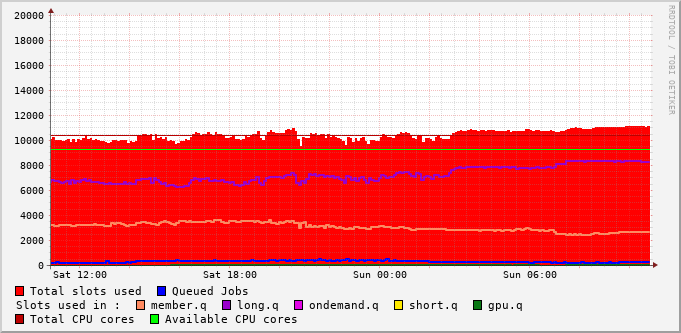 20000
18000
16000
14000
12000
10000
8000
6000
4000
2000
0
Sat 12:00 Sat 18:00 Sun 00:00 Sun 06:00
RRDTOOL / TOBI OETIKER
Total slots used Queued Jobs
Slots used in : member.q long.q ondemand.q short.q gpu.q
Total CPU cores Available CPU cores